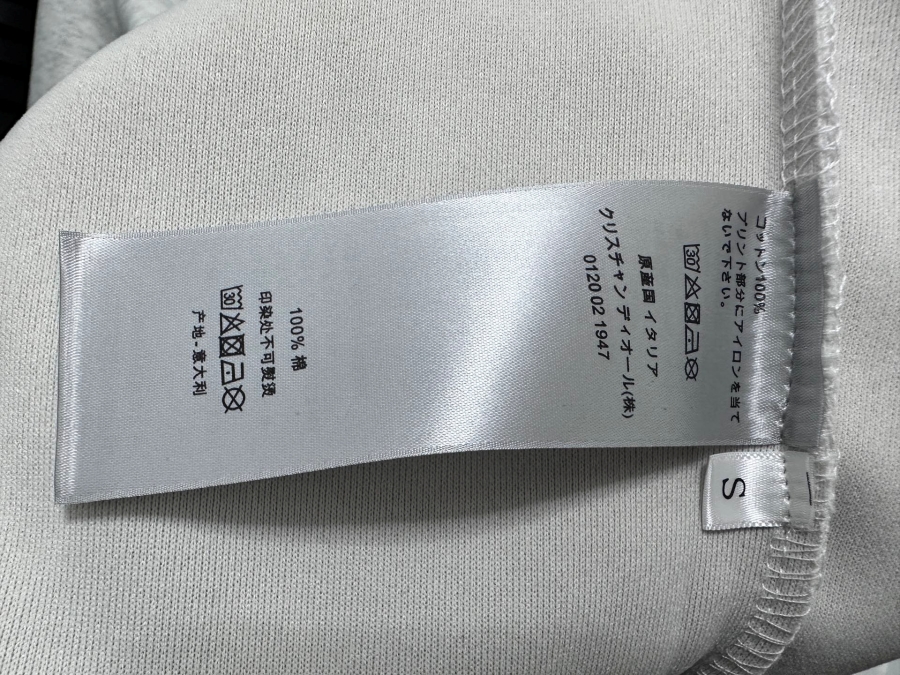 コットン100%
プリント部分にアイロンを当て
ないで下さい。
30
原産国 イタリア
クリスチャン ディオール(株)
0120 02 1947
100% 棉
印染处不可熨烫
30
产地-意大利
S